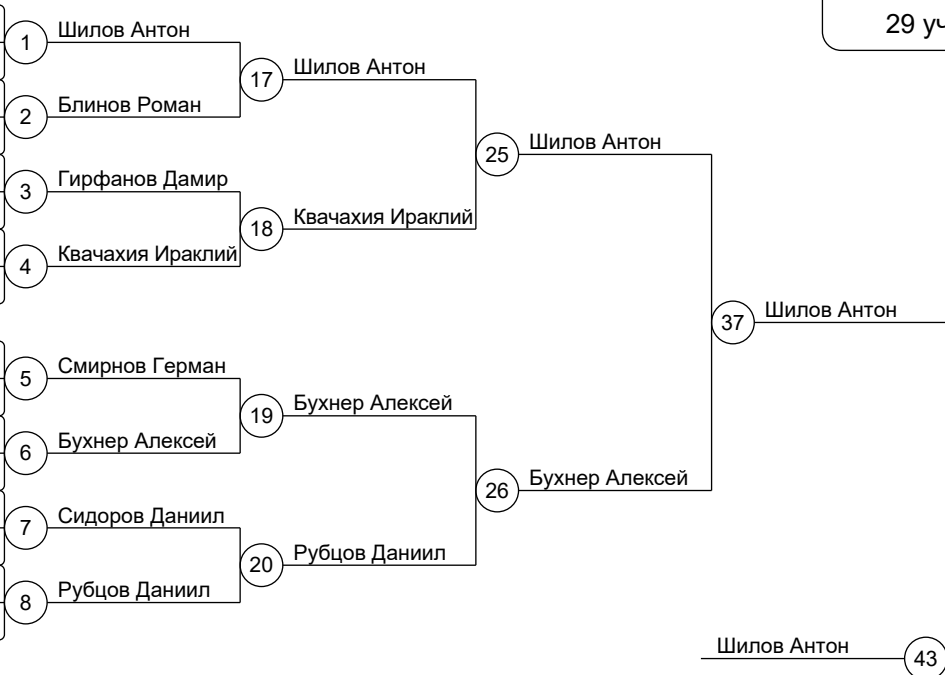 29 уч
1 Шилов Антон
17 Шилов Антон
2 Блинов Роман
25 Шилов Антон
3 Гирфанов Дамир
18 Квачахия Ираклий
4 Квачахия Ираклий
37 Шилов Антон
5 Смирнов Герман
19 Бухнер Алексей
6 Бухнер Алексей
26 Бухнер Алексей
7 Сидоров Даниил
20 Рубцов Даниил
8 Рубцов Даниил
Шилов Антон 43